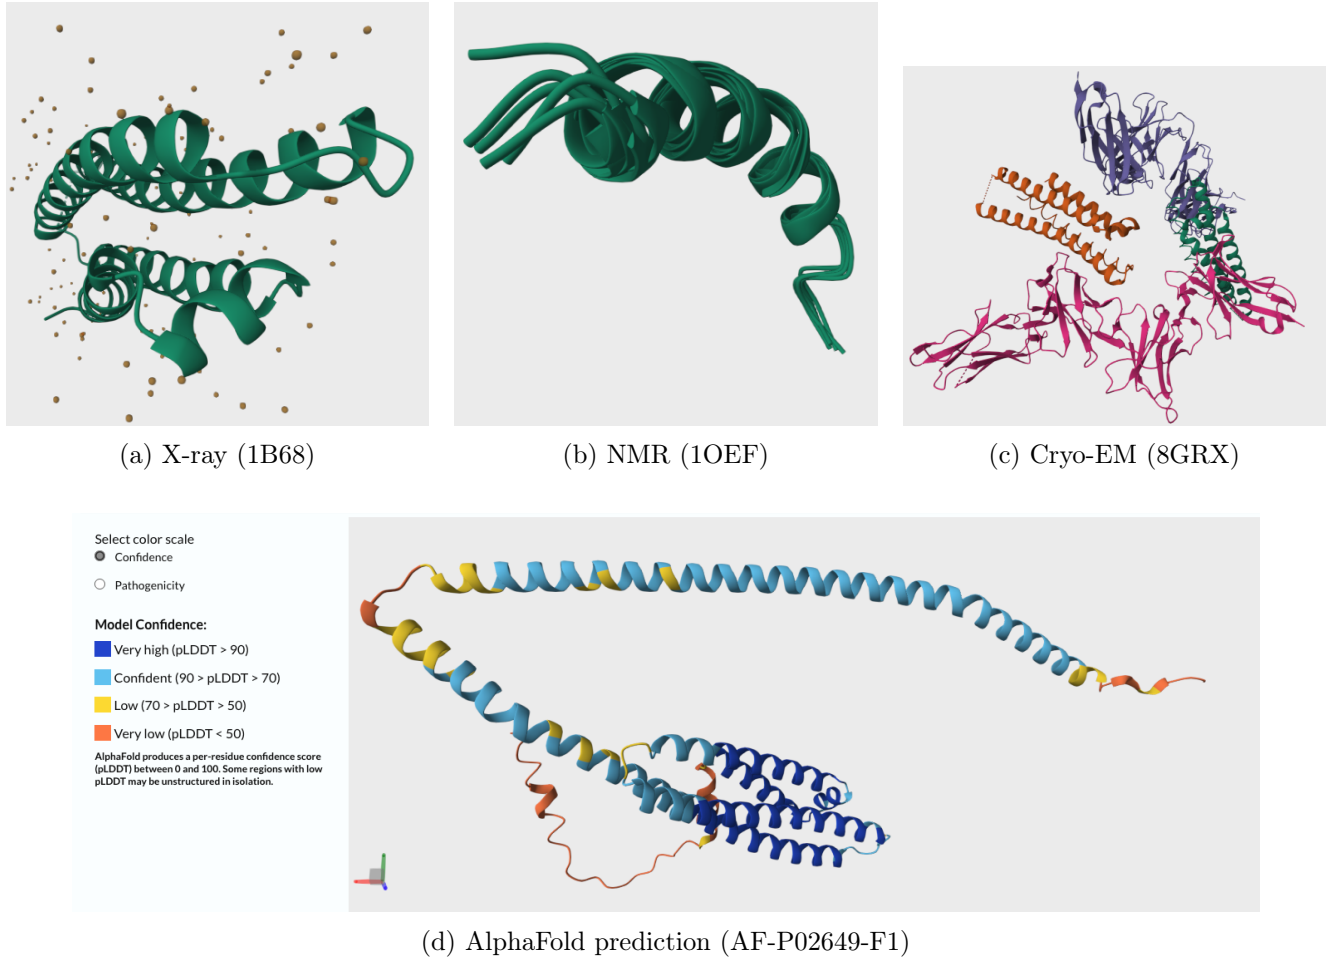 (a) X-ray (1B68)
(b) NMR (1OEF)
(c) Cryo-EM (8GRX)
Select color scale
Confidence
Pathogenicity
Model Confidence:
Very high (pLDDT > 90)
Confident (90 > pLDDT > 70)
Low (70 > pLDDT > 50)
Very low (pLDDT < 50)
AlphaFold produces a per-residue confidence score
(pLDDT) between 0 and 100. Some regions with low
pLDDT may be unstructured in isolation.
(d) AlphaFold prediction (AF-P02649-F1)